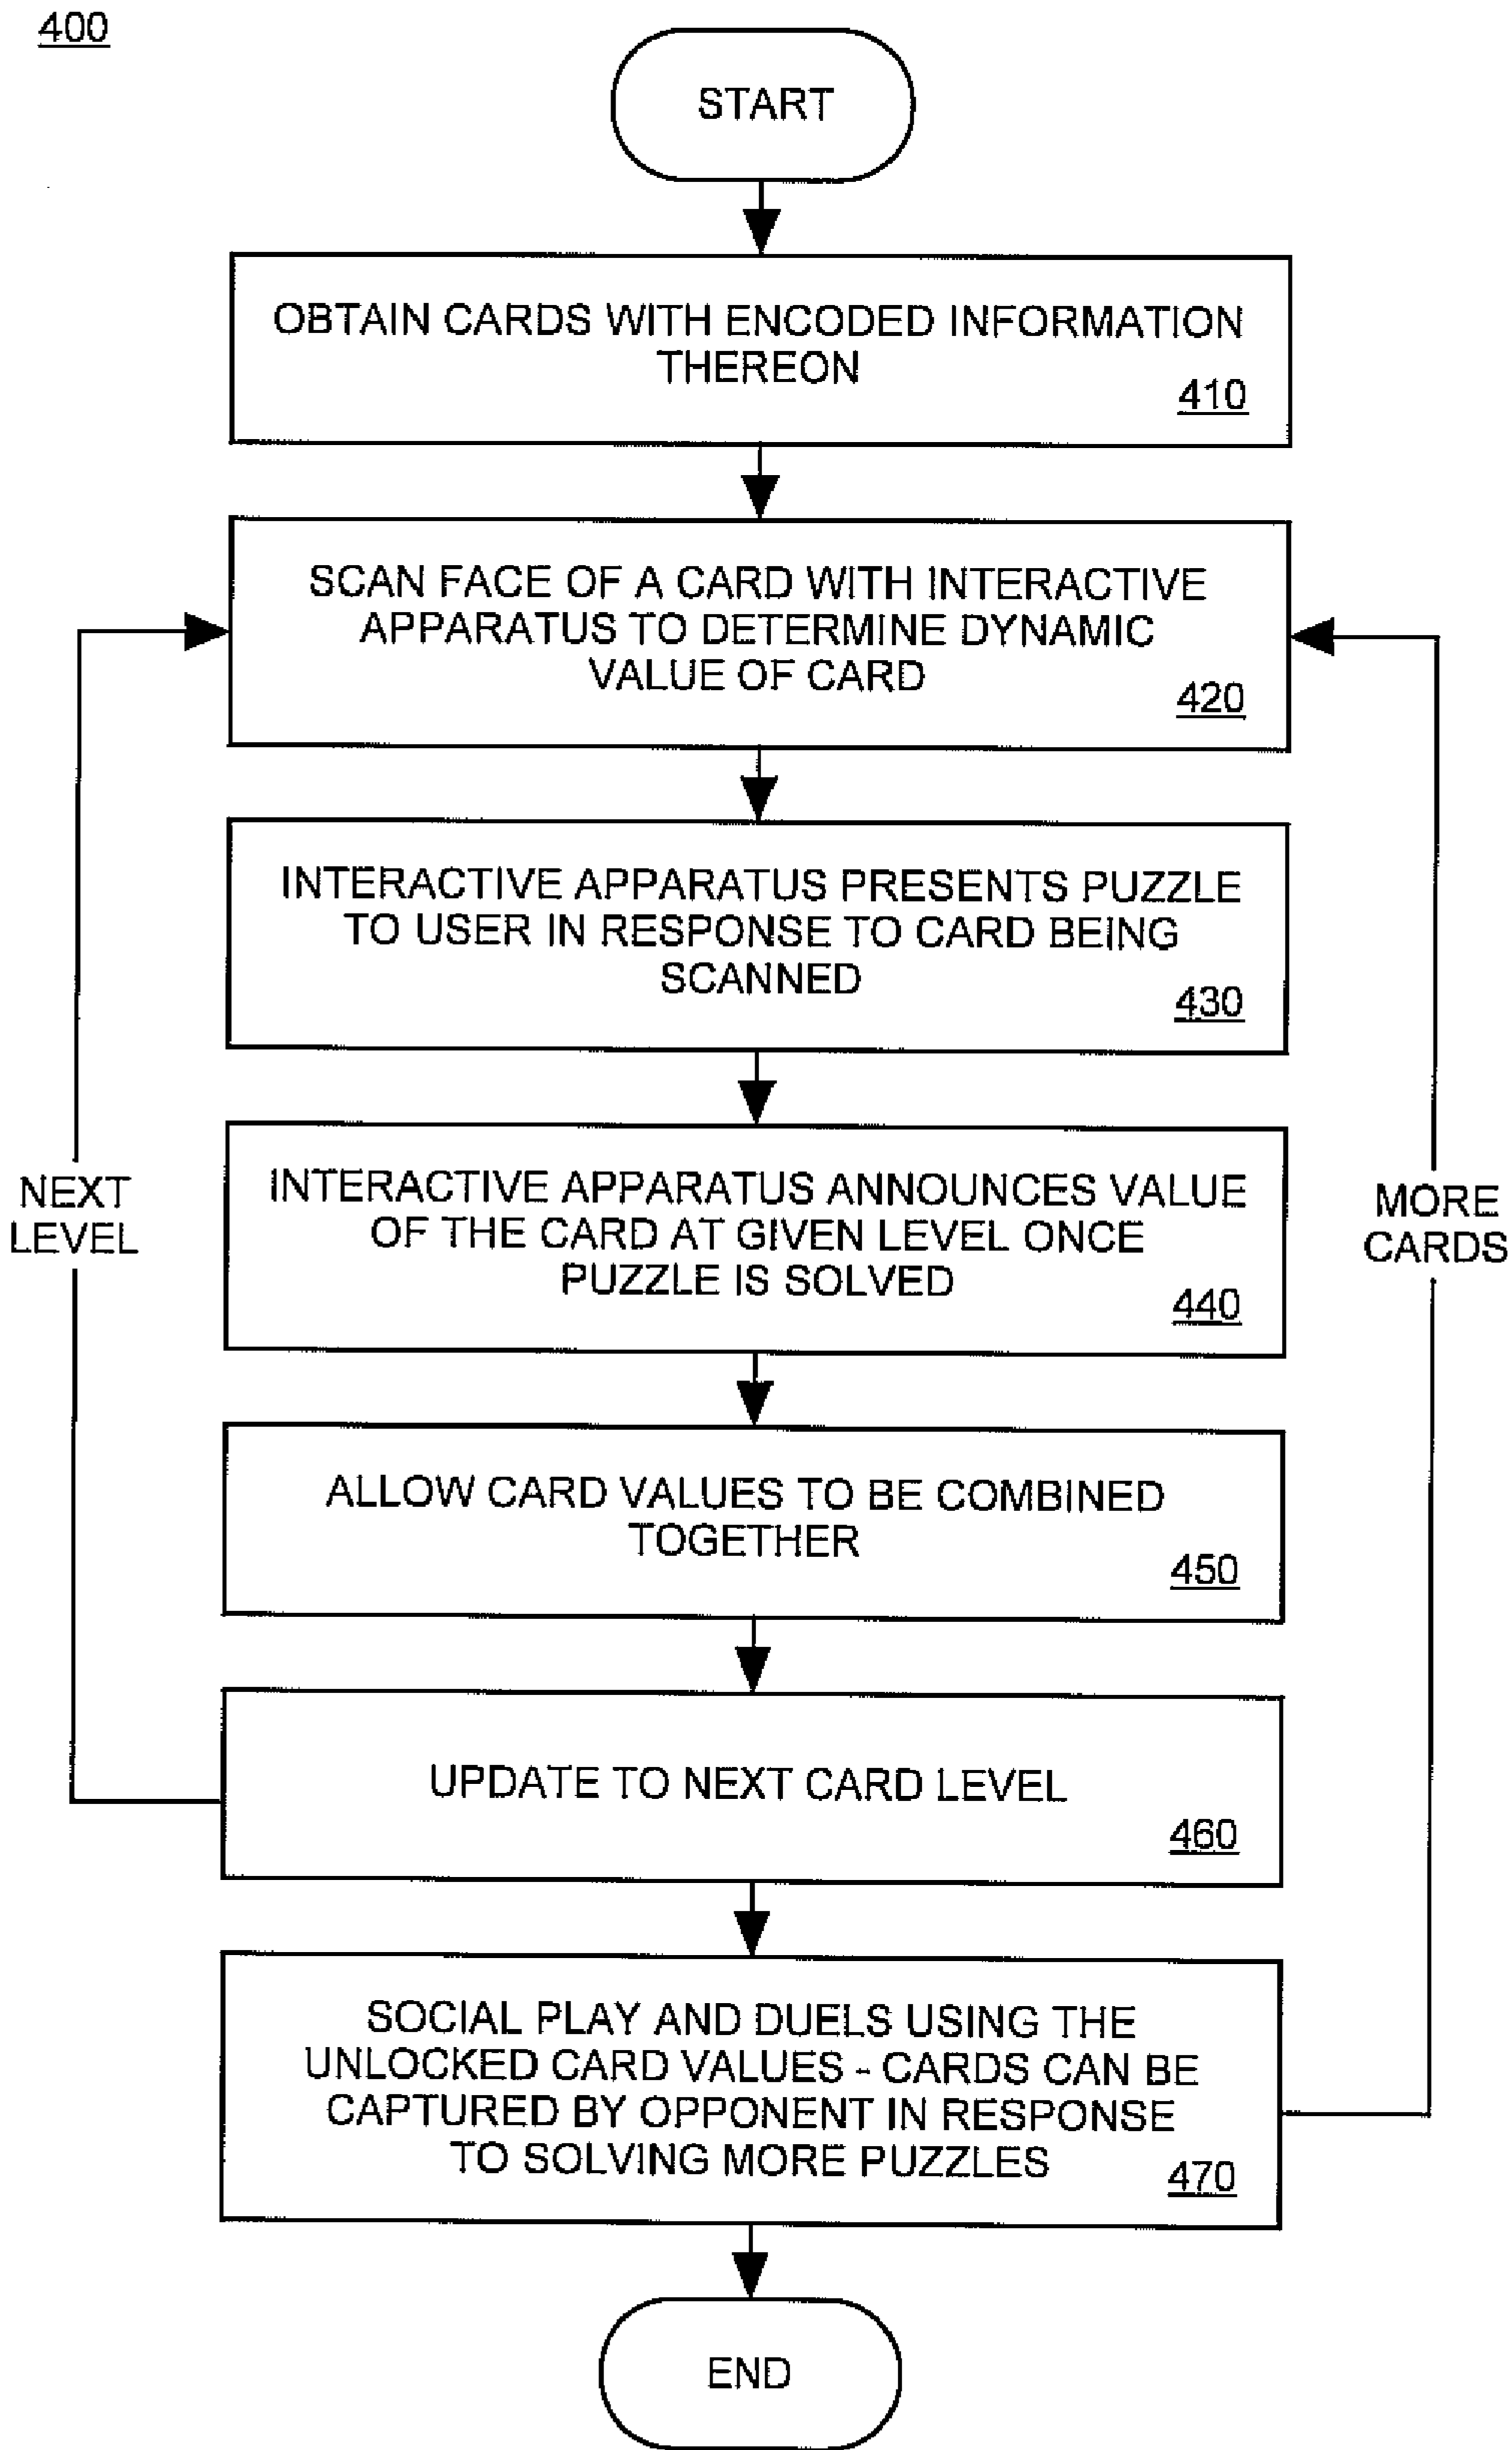 400
START
OBTAIN CARDS WITH ENCODED INFORMATION
THEREON
410
SCAN FACE OF A CARD WITH INTERACTIVE
APPARATUS TO DETERMINE DYNAMIC
VALUE OF CARD
420
INTERACTIVE APPARATUS PRESENTS PUZZLE
TO USER IN RESPONSE TO CARD BEING
SCANNED
430
INTERACTIVE APPARATUS ANNOUNCES VALUE
OF THE CARD AT GIVEN LEVEL ONCE
PUZZLE IS SOLVED
440
NEXT
LEVEL
MORE
CARDS
ALLOW CARD VALUES TO BE COMBINED
TOGETHER
450
UPDATE TO NEXT CARD LEVEL
460
SOCIAL PLAY AND DUELS USING THE
UNLOCKED CARD VALUES - CARDS CAN BE
CAPTURED BY OPPONENT IN RESPONSE
TO SOLVING MORE PUZZLES
470
END